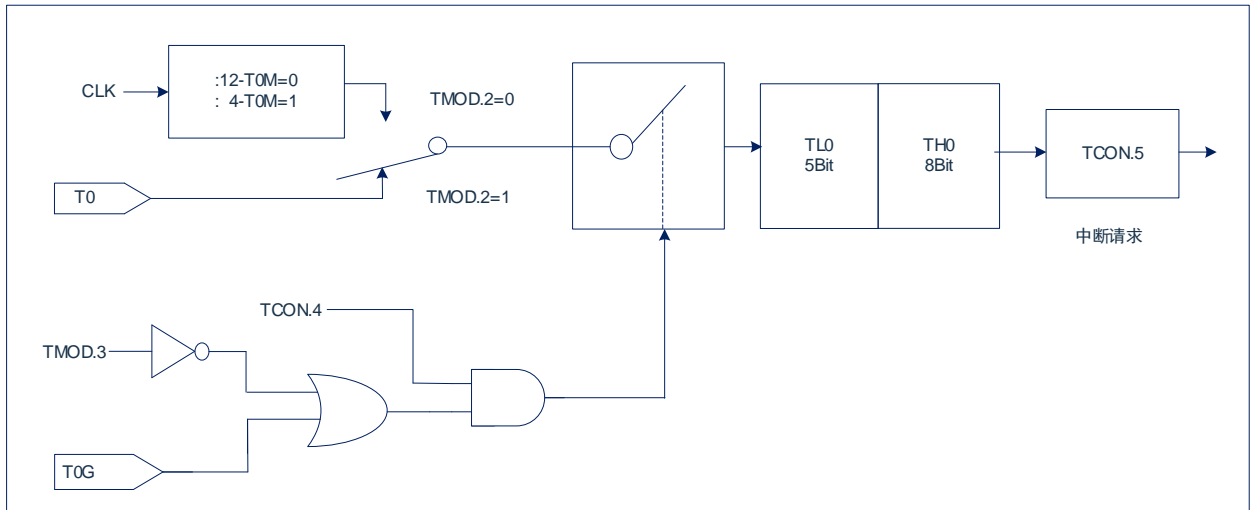 :12-T0M=0
: 4-T0M=1
CLK
TMOD.2=0
TMOD.2=1
T0
TL0
5Bit
TH0
8Bit
TCON.5
中断请求
TCON.4
TMOD.3
T0G